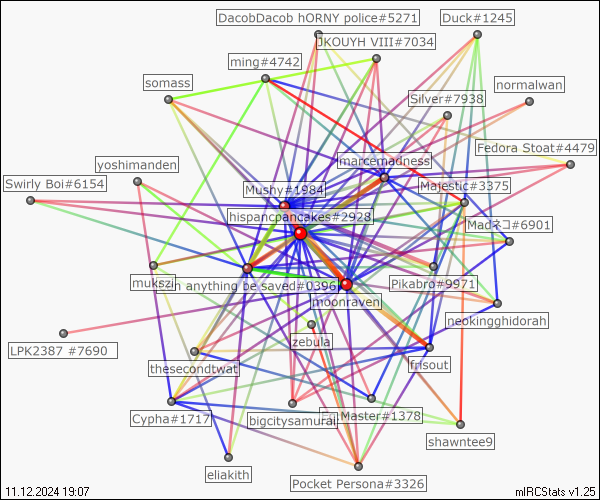 DacobDacob hORNY police#5271
Duck#1245
JKOUYH VIII#7034
ming#4742
somass
Silver#7938
normalwan
Fedora Stoat#4479
marcemadness
yoshimanden
Swirly Boi#6154
Mushy#1984
Majestic#3375
hispancpancakes#2928
Madネコ#6901
mukszi
in anything be saved#0396
Pikabro#9971
jmoonraven
neokingghidorah
LPK2387 #7690
zebula
thesecondtwat
frisout
Cypha#1717
bigcitysamurai
Master#1378
shawntee9
eliakith
Pocket Persona#3326
11.12.2024 19:07
mIRCStats v1.25